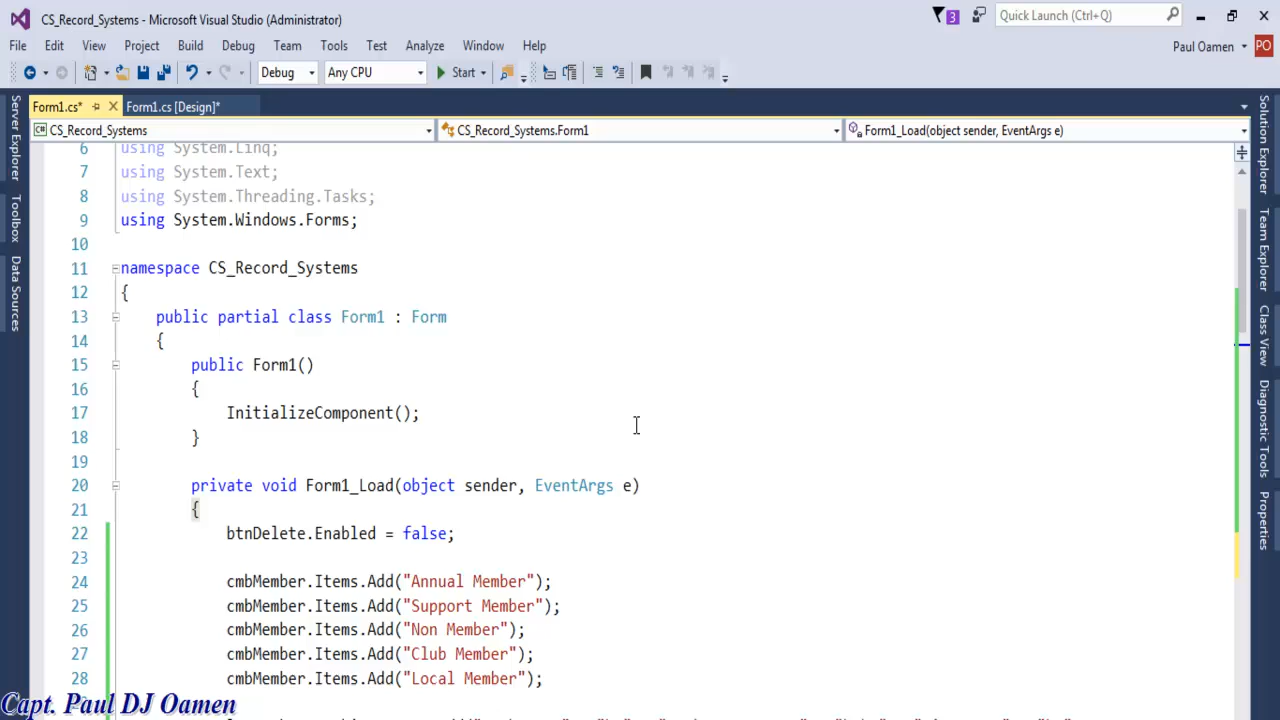 CS_Record_Systems - Microsoft Visual Studio (Administrator)
3
Quick Launch (Ctrl+Q)
File Edit View Project Build Debug Team Tools Test Analyze Window Help
Paul Oamen
PO
Debug
Any CPU
Start
Form1.cs*
Form1.cs [Design]*
CS_Record_Systems
CS_Record_Systems.Form1
Form1_Load(object sender, EventArgs e)
Server Explorer
Toolbox
Data Sources
6 using System.Linq;
7 using System.Text;
8 using System.Threading.Tasks;
9 using System.Windows.Forms;
10
11 namespace CS_Record_Systems
12 {
13 public partial class Form1 : Form
14 {
15 public Form1()
16 {
17 InitializeComponent();
18 }
19
20 private void Form1_Load(object sender, EventArgs e)
21 {
22 btnDelete.Enabled = false;
23
24 cmbMember.Items.Add("Annual Member");
25 cmbMember.Items.Add("Support Member");
26 cmbMember.Items.Add("Non Member");
27 cmbMember.Items.Add("Club Member");
28 cmbMember.Items.Add("Local Member");
Solution Explorer
Team Explorer
Class View
Diagnostic Tools
Properties
Capt. Paul DJ Oamen